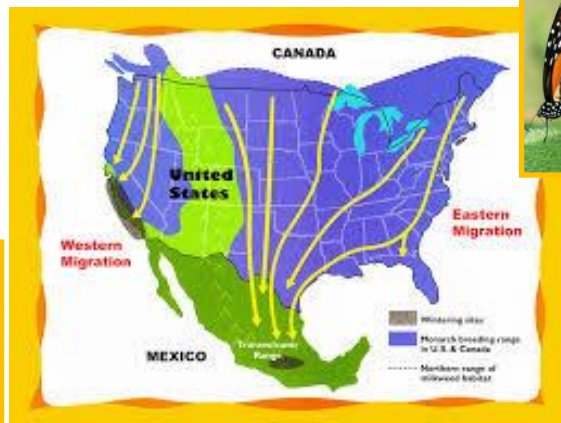 CANADA
United
States
Eastern
Migration
Western
Migration
MEXICO
Transvolcanic
Range
Wintering sites
Monarch breeding range
in U.S. & Canada
Northern range of
milkweed habitat